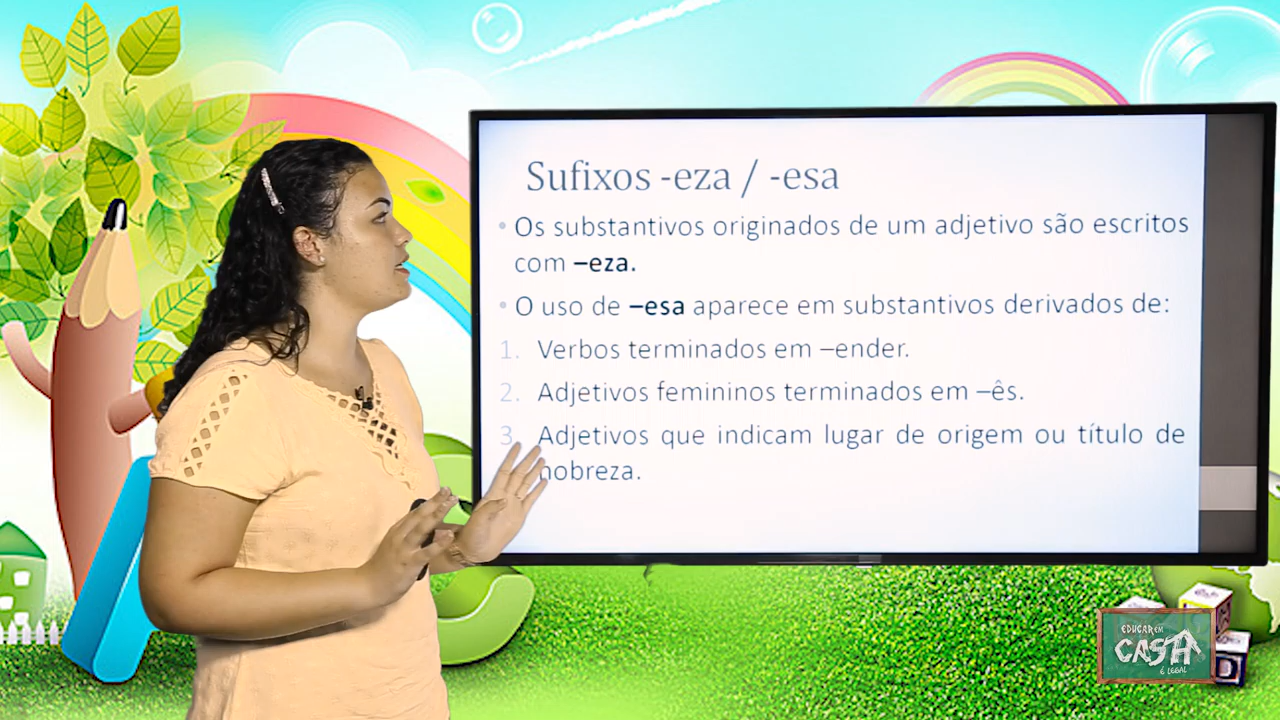 Sufixos -eza / -esa
• Os substantivos originados de um adjetivo são escritos
com –eza.
• O uso de –esa aparece em substantivos derivados de:
1. Verbos terminados em –ender.
2. Adjetivos femininos terminados em –ês.
3. Adjetivos que indicam lugar de origem ou título de
nobreza.
EDUCAR EM
CASA
É LEGAL